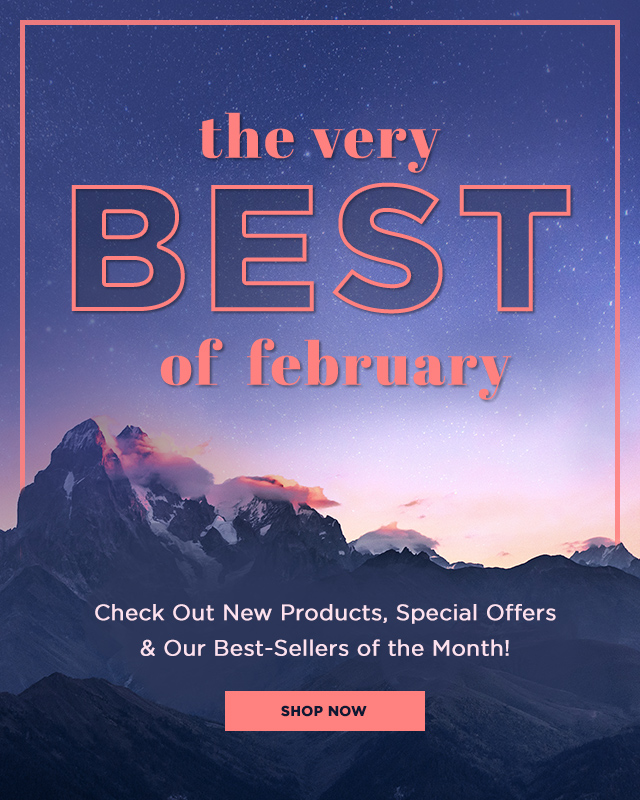 the very
BEST
of february
Check Out New Products, Special Offers
& Our Best-Sellers of the Month!
SHOP NOW